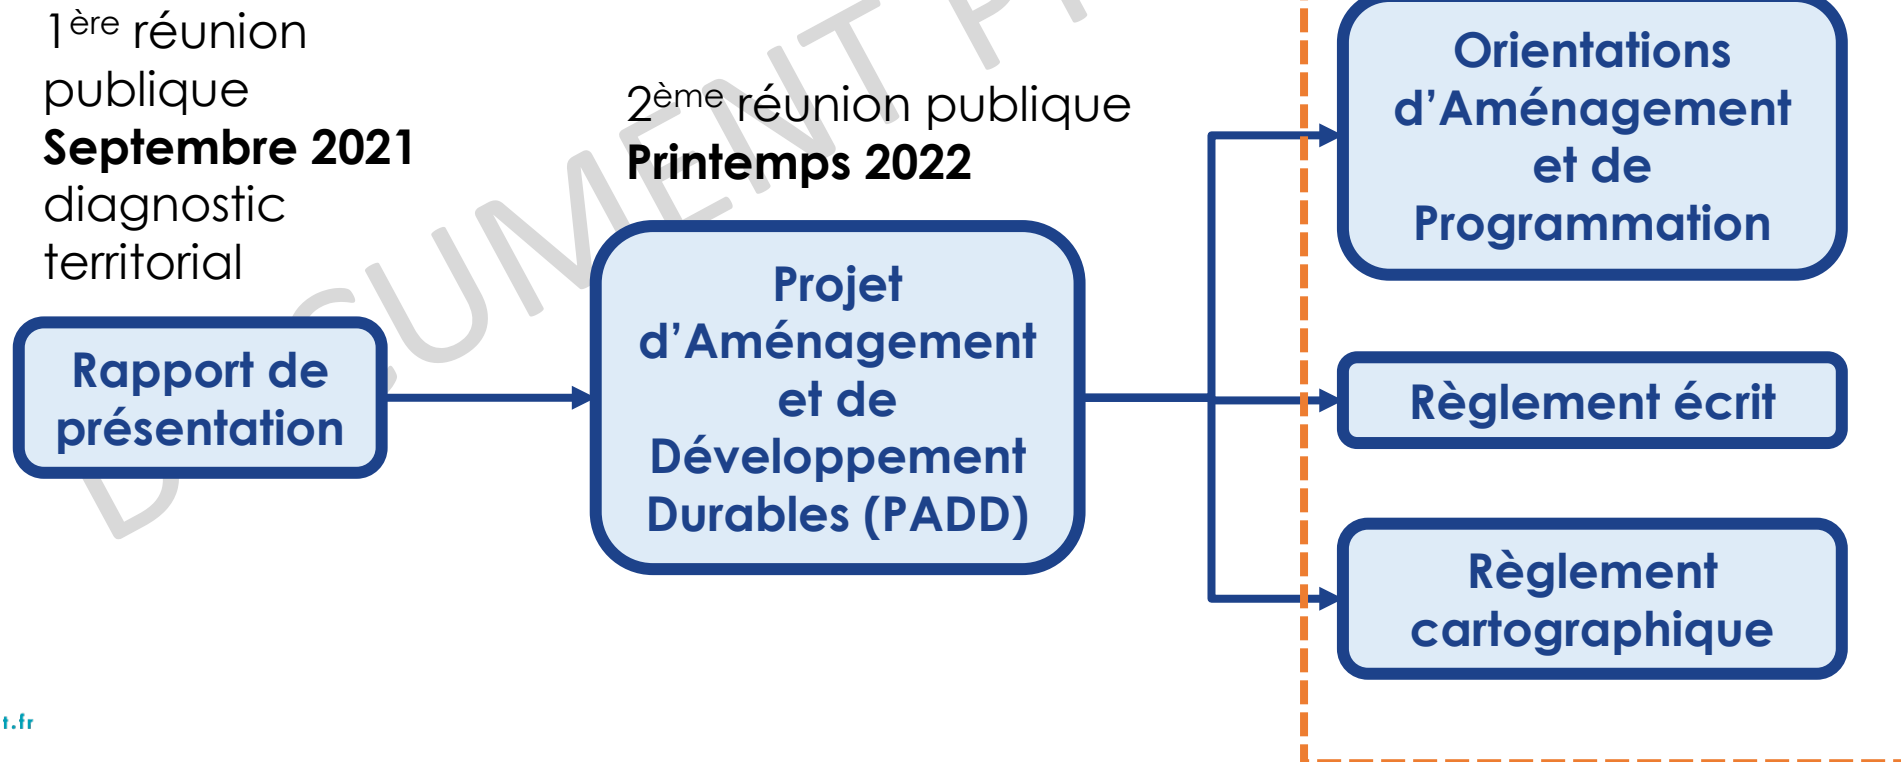 1ère réunion
publique
Septembre 2021
diagnostic
territorial
Rapport de
présentation
2ème réunion publique
Printemps 2022
Projet
d’Aménagement
et de
Développement
Durables (PADD)
Orientations
d’Aménagement
et de
Programmation
Règlement écrit
Règlement
cartographique
t.fr